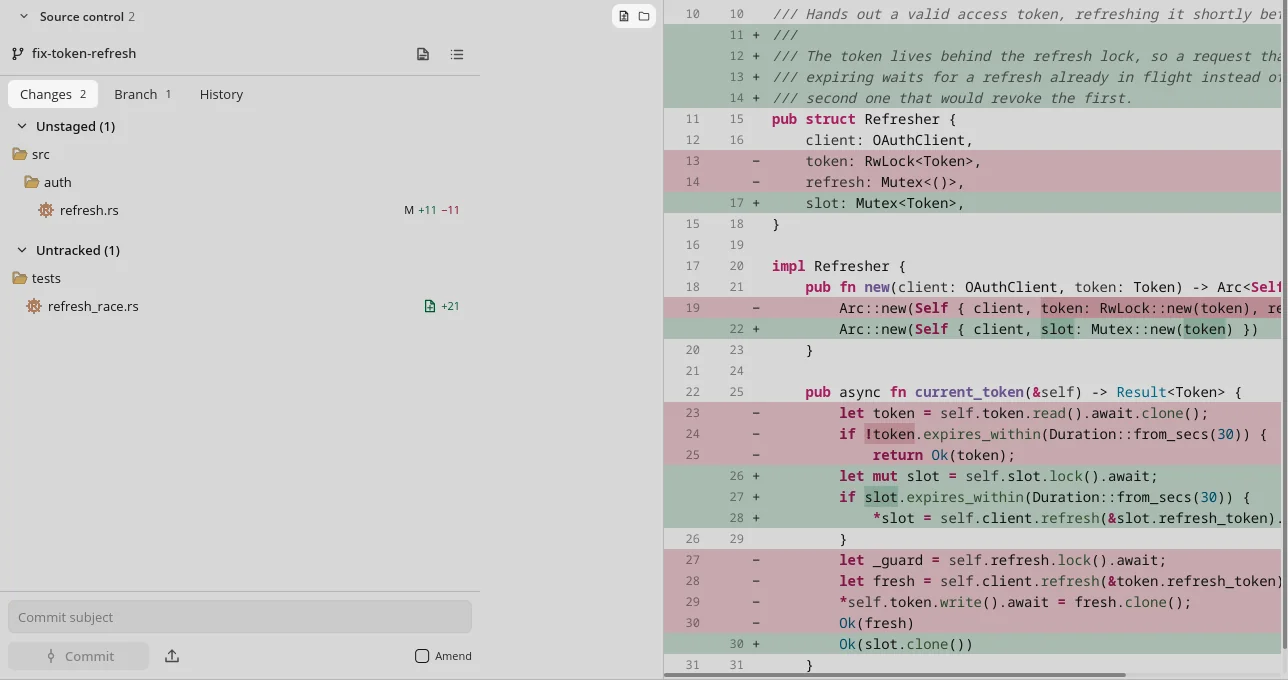 Source control 2
fix-token-refresh
Changes 2 Branch 1 History
Unstaged (1)
src
auth
refresh.rs M +11 −11
Untracked (1)
tests
refresh_race.rs +21
Commit subject
Commit Amend
10 10 /// Hands out a valid access token, refreshing it shortly
11 + ///
12 + /// The token lives behind the refresh lock, so a request
13 + /// expiring waits for a refresh already in flight instead
14 + /// second one that would revoke the first.
11 15 pub struct Refresher {
12 16 client: OAuthClient,
13 − token: RwLock<Token>,
14 − refresh: Mutex<()>,
17 + slot: Mutex<Token>,
15 18 }
16 19
17 20 impl Refresher {
18 21 pub fn new(client: OAuthClient, token: Token) -> Arc<Self
19 − Arc::new(Self { client, token: RwLock::new(token),
22 + Arc::new(Self { client, slot: Mutex::new(token) })
20 23 }
21 24
22 25 pub async fn current_token(&self) -> Result<Token> {
23 − let token = self.token.read().await.clone();
24 − if !token.expires_within(Duration::from_secs(30)) {
25 − return Ok(token);
26 + let mut slot = self.slot.lock().await;
27 + if slot.expires_within(Duration::from_secs(30)) {
28 + *slot = self.client.refresh(&slot.refresh_token).
26 29 }
27 − let _guard = self.refresh.lock().await;
28 − let fresh = self.client.refresh(&token.refresh_token)
29 − *self.token.write().await = fresh.clone();
30 − Ok(fresh)
30 + Ok(slot.clone())
31 31 }